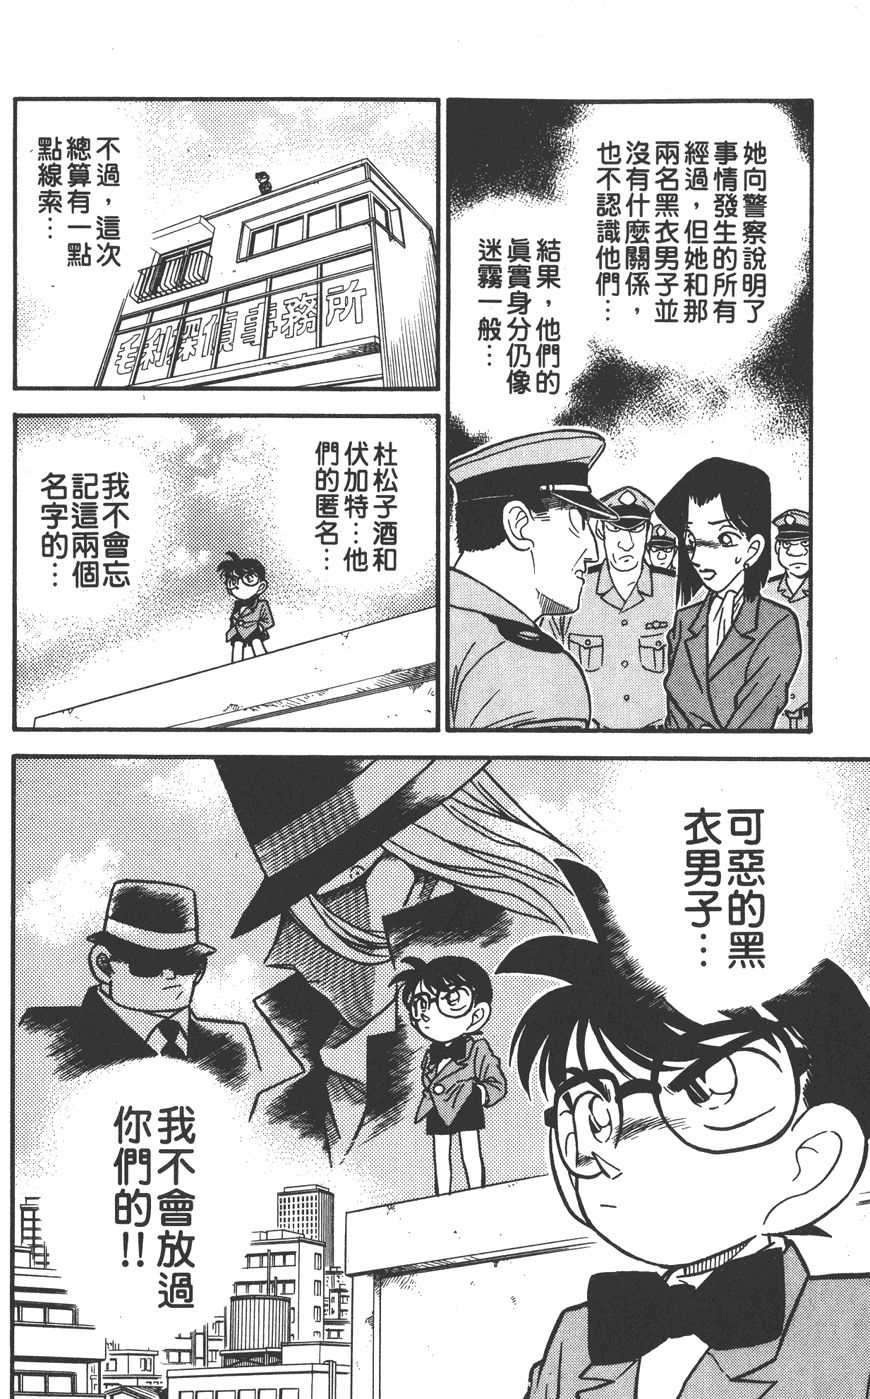 她向警察說明了
事情發生的所有
經過，但她和那
兩名黑衣男子並
沒有什麼關係，
也不認識他們…
結果，他們的
眞實身分仍像
迷霧一般…
不過，這次
總算有一點
點線索…
毛利偵探事務所
杜松子酒和
伏加特…他
們的匿名…
我不會忘
記這兩個
名字的…
可惡的黑
衣男子…
我不會放過
你們的!!